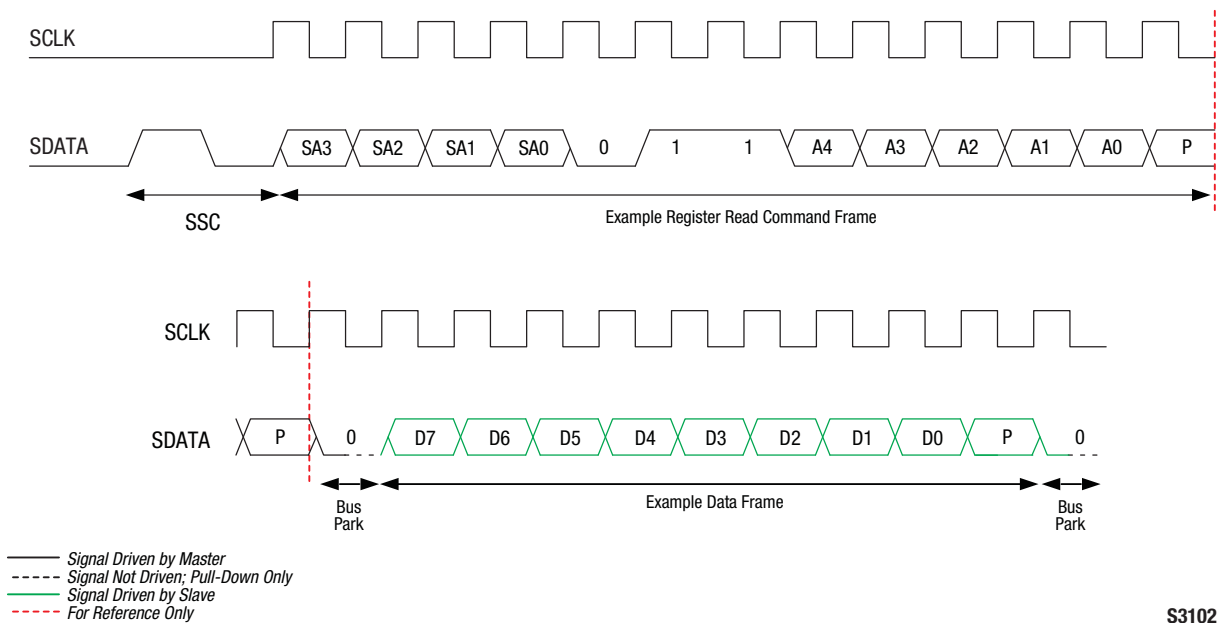 SCLK
SDATA SA3 SA2 SA1 SA0 0 1 1 A4 A3 A2 A1 A0 P
SSC
Example Register Read Command Frame
SCLK
SDATA P 0 D7 D6 D5 D4 D3 D2 D1 D0 P 0
Bus
Park
Example Data Frame
Bus
Park
Signal Driven by Master
Signal Not Driven; Pull-Down Only
Signal Driven by Slave
For Reference Only
S3102